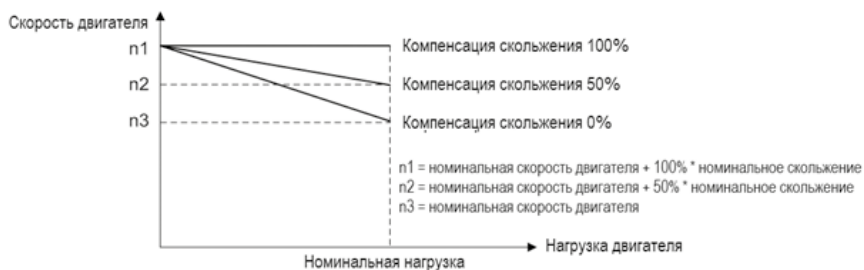 Скорость двигателя
n1
Компенсация скольжения 100%
n2
Компенсация скольжения 50%
n3
Компенсация скольжения 0%
n1 = номинальная скорость двигателя + 100% * номинальное скольжение
n2 = номинальная скорость двигателя + 50% * номинальное скольжение
n3 = номинальная скорость двигателя
Нагрузка двигателя
Номинальная нагрузка